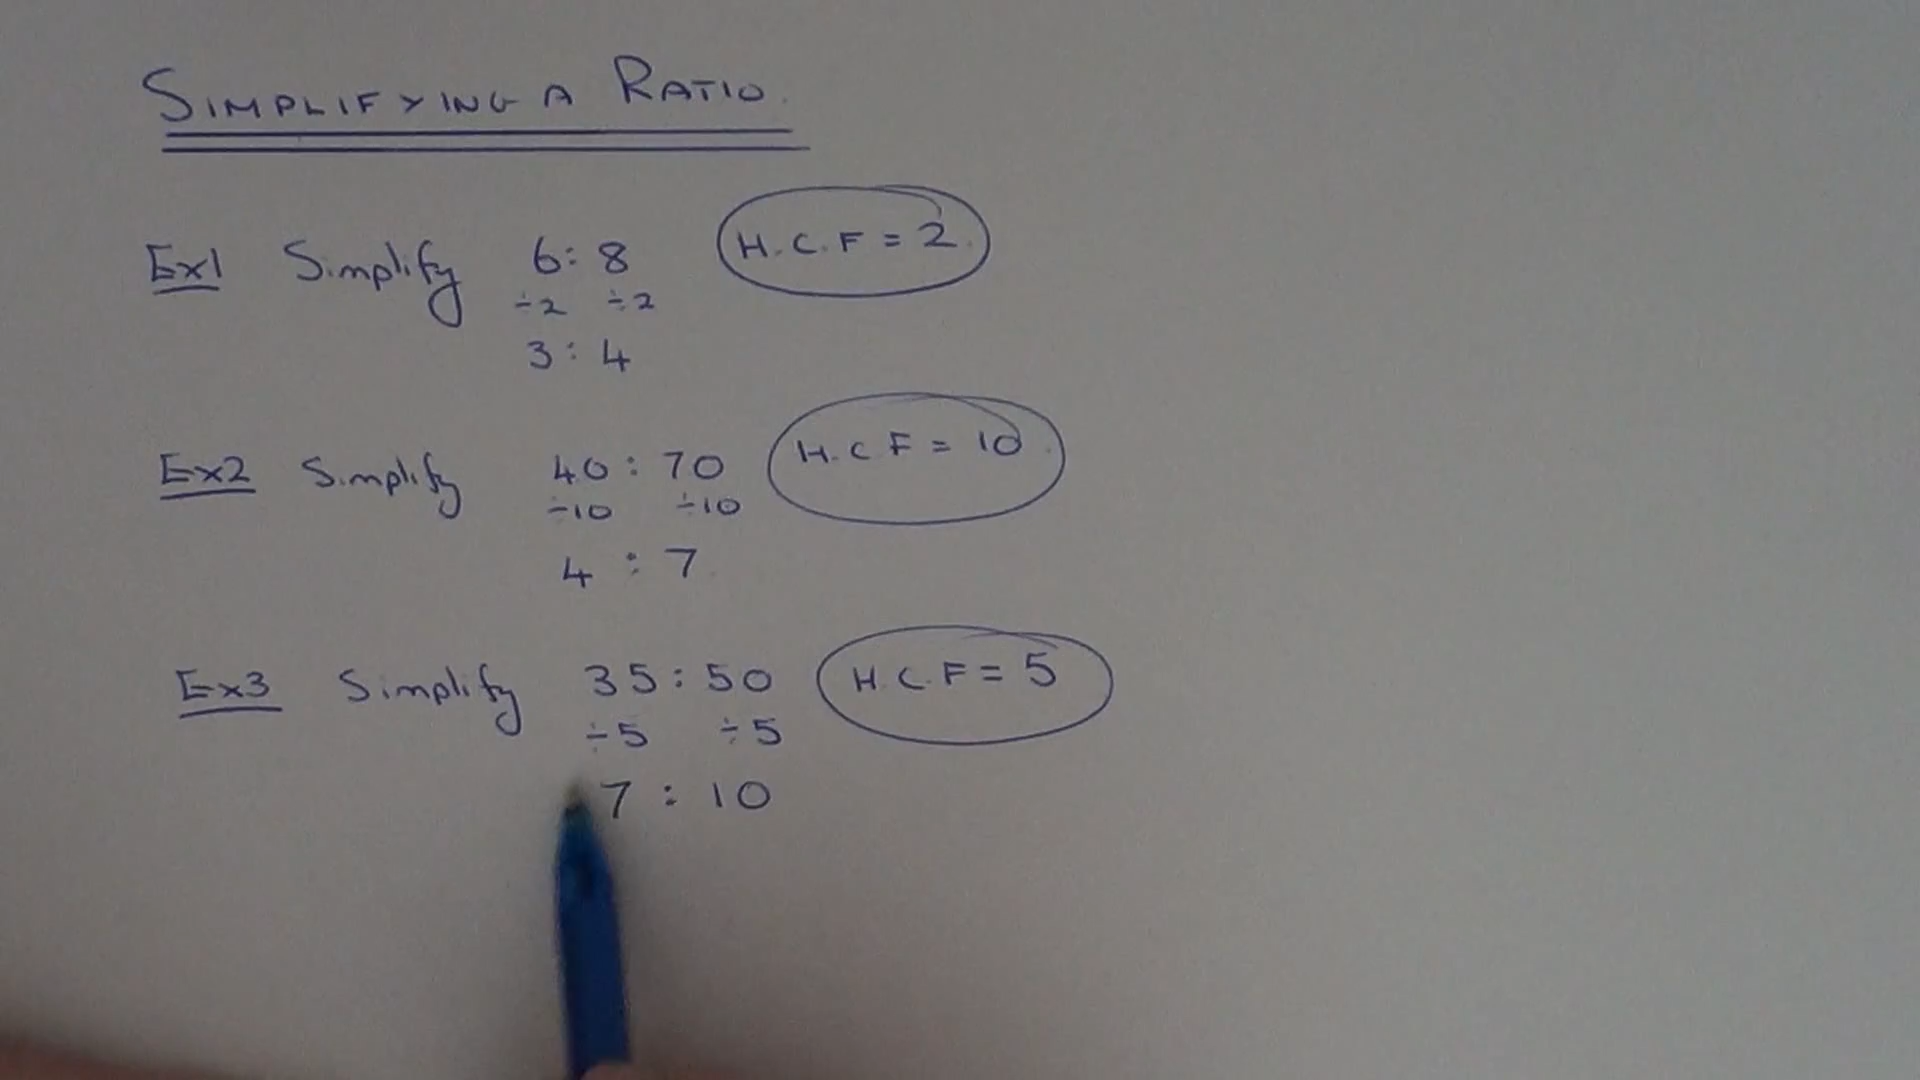 SIMPLIFYING A RATIO.
Ex1 Simplify 6 : 8 H.C.F = 2.
÷2 ÷2
3 : 4
Ex2 Simplify 40 : 70 H.C.F = 10.
÷10 ÷10
4 : 7.
Ex3 Simplify 35 : 50 H.C.F = 5
÷5 ÷5
7 : 10